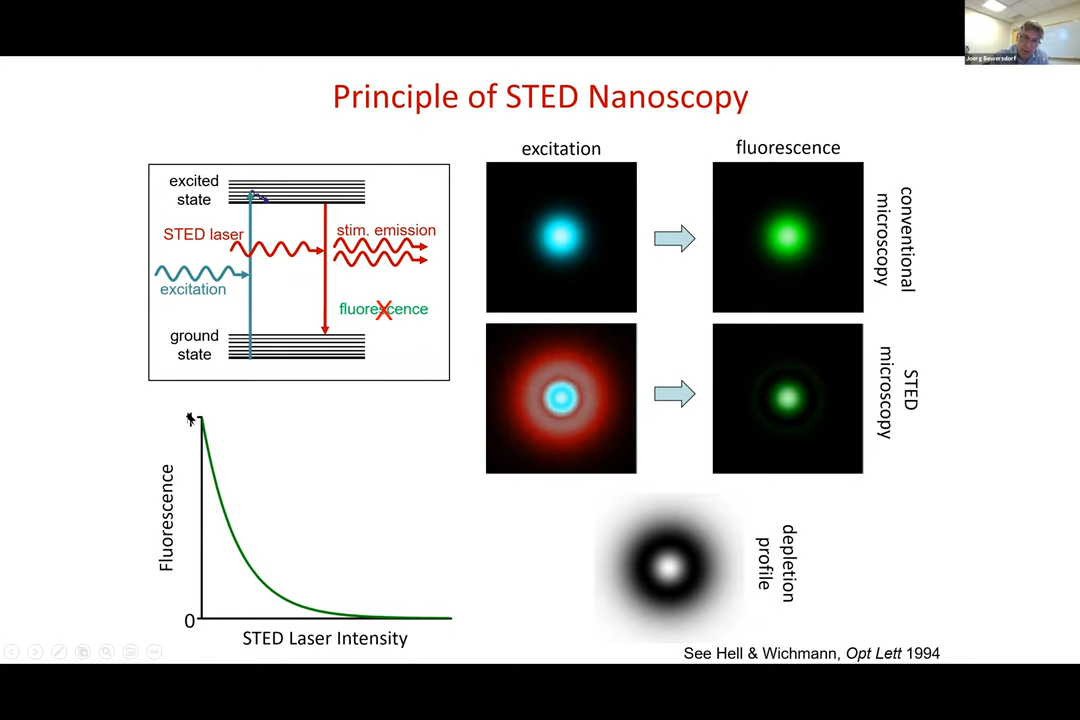 Joerg Bewersdorf
Principle of STED Nanoscopy
excited
state
STED laser
stim. emission
excitation
fluorescence
ground
state
excitation
fluorescence
conventional
microscopy
STED
microscopy
Fluorescence
0
STED Laser Intensity
depletion
profile
See Hell & Wichmann, Opt Lett 1994